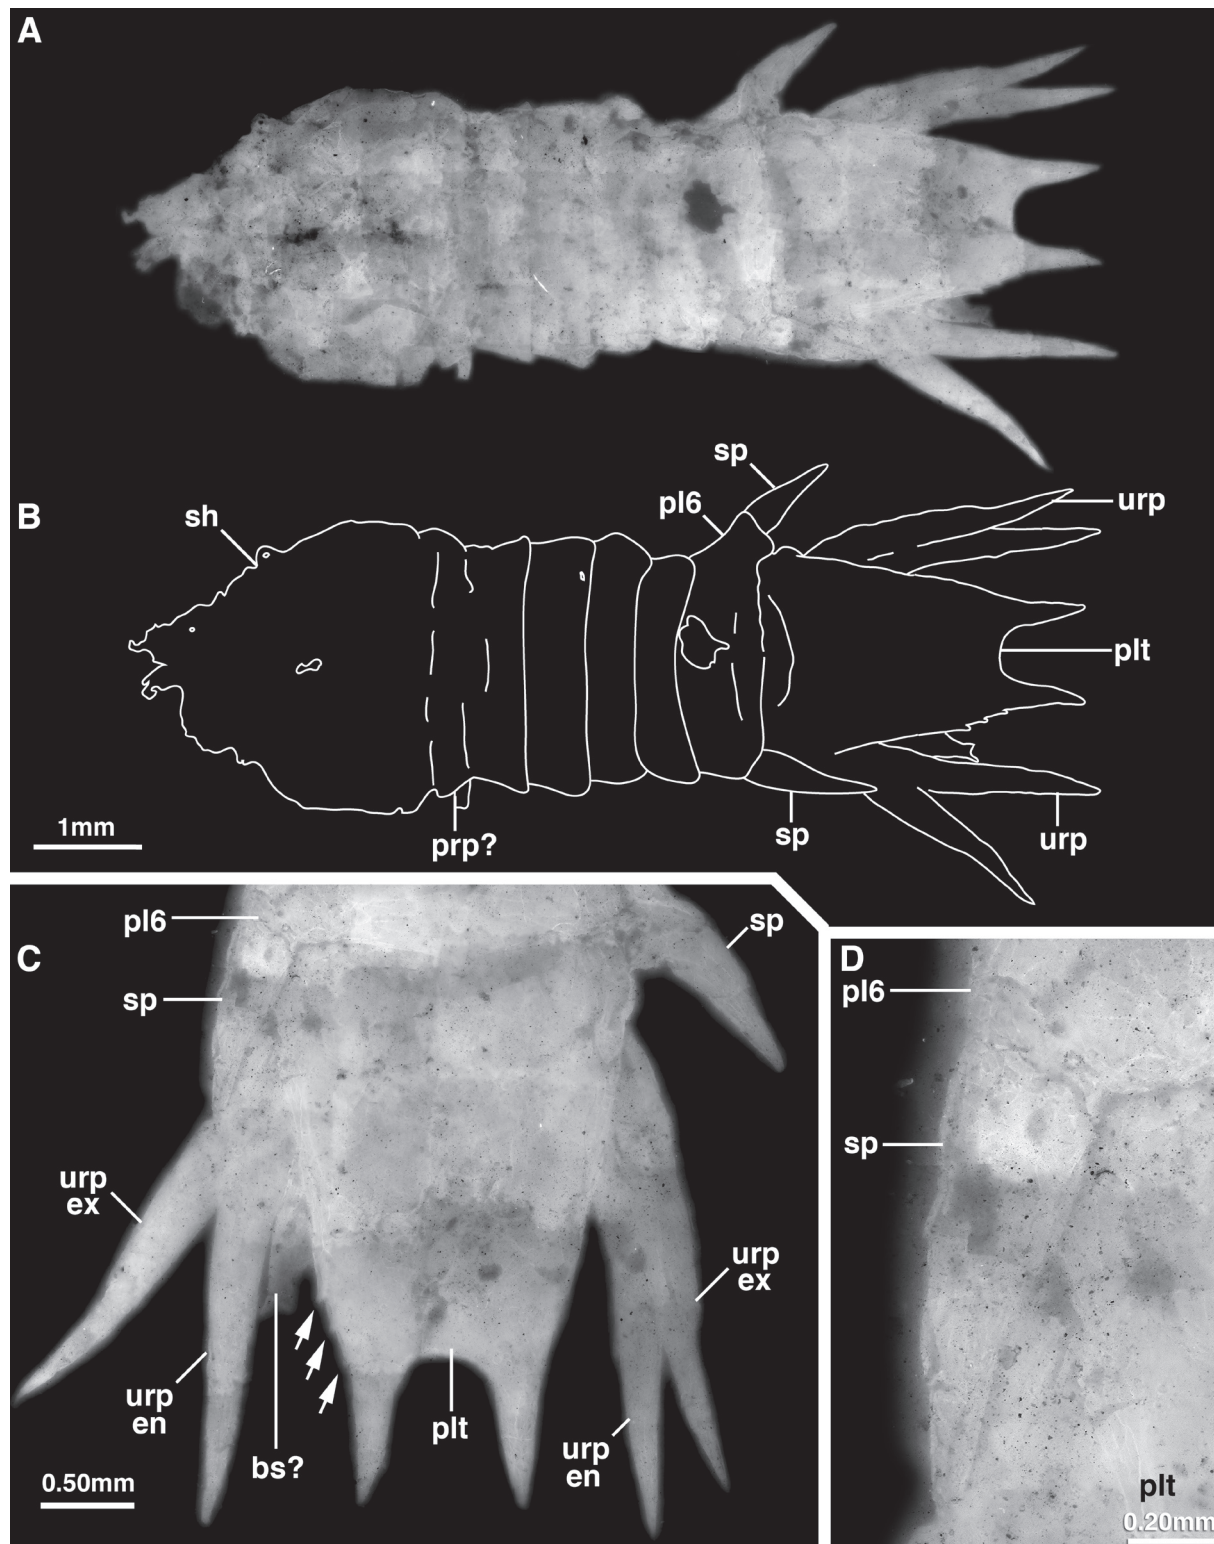 A
B
sp
pl6
urp
sh
plt
1mm
prp?
sp
urp
C
pl6
sp
sp
urp
ex
urp
en
bs?
plt
urp
en
urp
ex
0.50mm
D
pl6
sp
plt
0.20mm